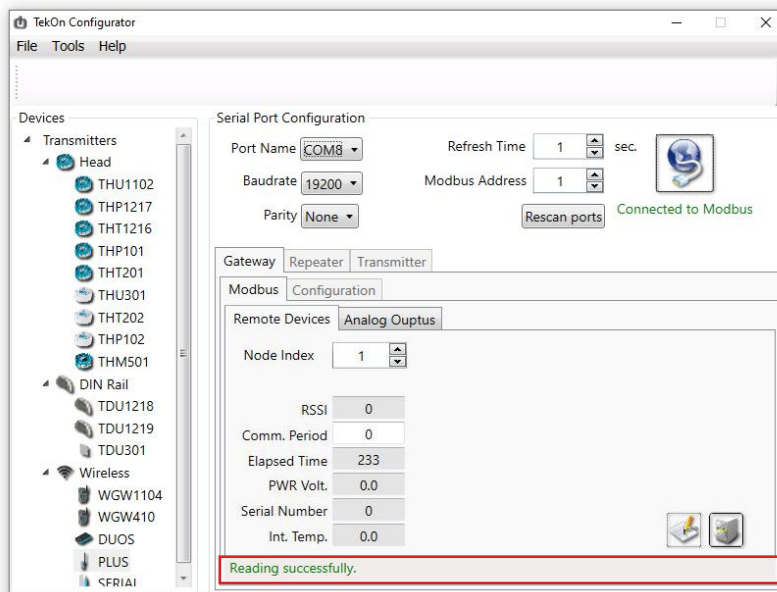 TekOn Configurator
File Tools Help
Devices
Transmitters
Head
THU1102
THP1217
THT1216
THP101
THT201
THU301
THT202
THP102
THM501
DIN Rail
TDU1218
TDU1219
TDU301
Wireless
WGW1104
WGW410
DUOS
PLUS
SERIAL
Serial Port Configuration
Port Name COM8
Refresh Time 1 sec.
Baudrate 19200
Modbus Address 1
Parity None
Rescan ports
Connected to Modbus
Gateway Repeater Transmitter
Modbus Configuration
Remote Devices Analog Ouptus
Node Index 1
RSSI 0
Comm. Period 0
Elapsed Time 233
PWR Volt. 0.0
Serial Number 0
Int. Temp. 0.0
Reading successfully.